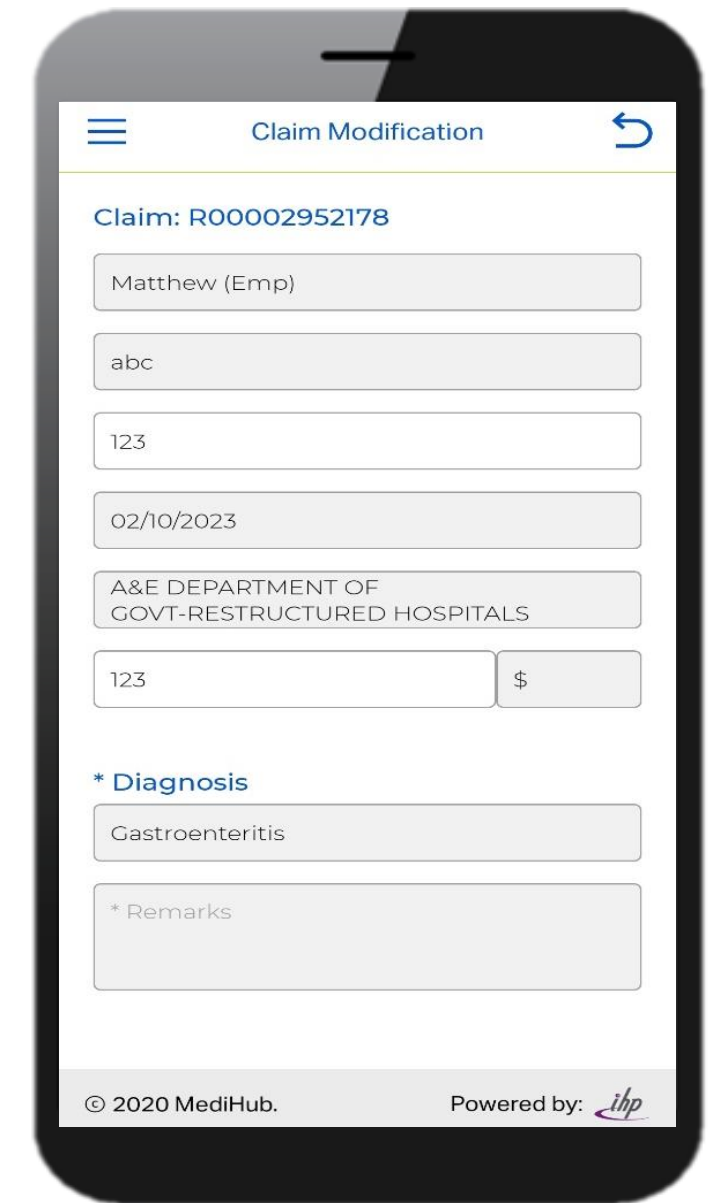 Claim Modification
Claim: R00002952178
Matthew (Emp)
abc
123
02/10/2023
A&E DEPARTMENT OF
GOVT-RESTRUCTURED HOSPITALS
123 $
* Diagnosis
Gastroenteritis
* Remarks
© 2020 MediHub. Powered by: ihp